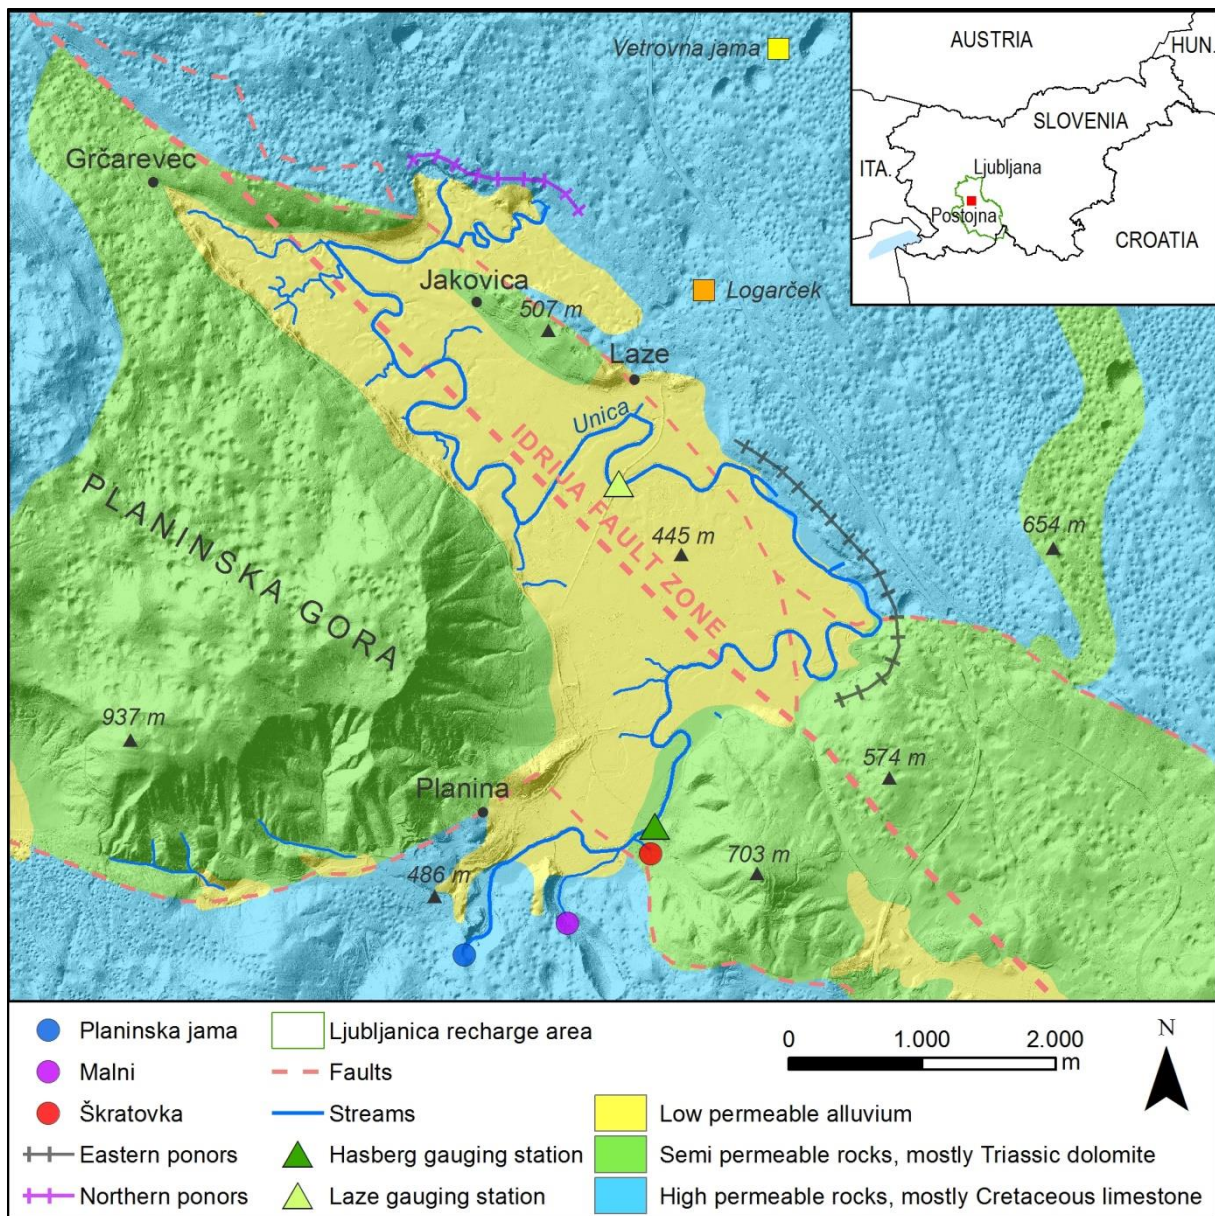 Vetrovna jama
AUSTRIA
HUN.
SLOVENIA
ITA.
Ljubljana
Postojna
CROATIA
Grčarevec
Jakovica
507 m
Logarček
Laze
Unica
IDRIJA FAULT ZONE
445 m
654 m
PLANINSKA GORA
937 m
574 m
Planina
703 m
486 m
Planinska jama
Malni
Škratovka
Eastern ponors
Northern ponors
Ljubljanica recharge area
Faults
Streams
Hasberg gauging station
Laze gauging station
0 1.000 2.000
m
N
Low permeable alluvium
Semi permeable rocks, mostly Triassic dolomite
High permeable rocks, mostly Cretaceous limestone